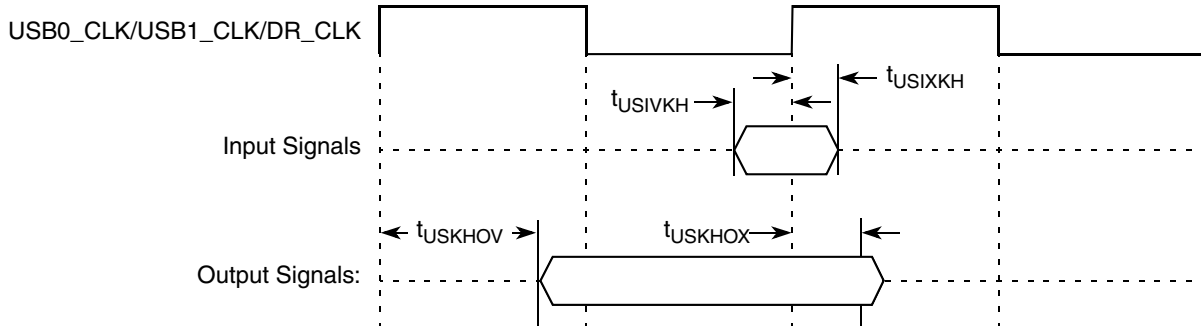 USB0_CLK/USB1_CLK/DR_CLK
tUSIXKH
tUSIVKH
Input Signals
tUSKHOV
tUSKHOX
Output Signals: